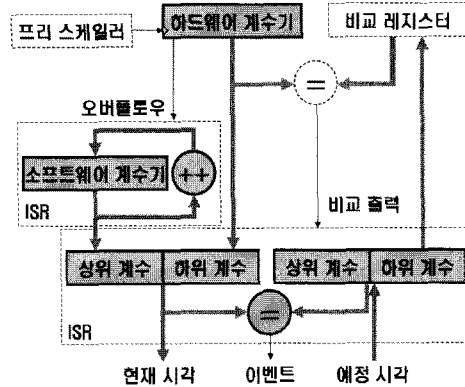 프리 스케일러
하드웨어 계수기
비교 레지스터
=
오버플로우
소프트웨어 계수기
++
ISR
비교 출력
상위 계수
하위 계수
상위 계수
하위 계수
=
ISR
현재 시각
이벤트
예정 시각